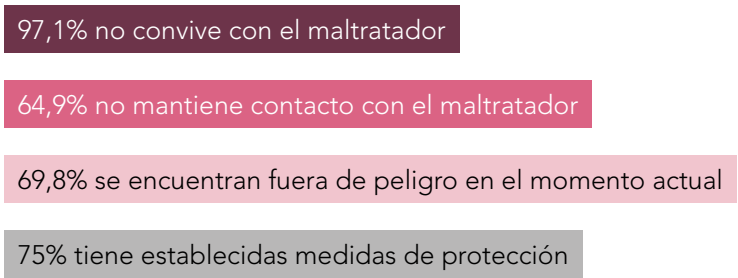 97,1% no convive con el maltratador
64,9% no mantiene contacto con el maltratador
69,8% se encuentran fuera de peligro en el momento actual
75% tiene establecidas medidas de protección